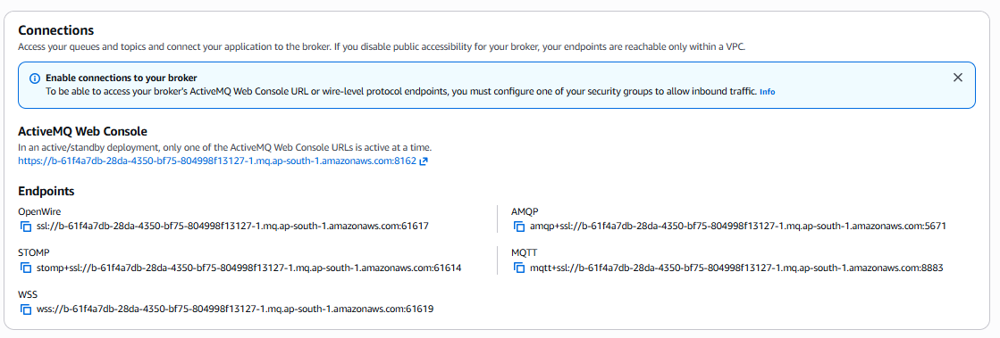 Connections
Access your queues and topics and connect your application to the broker. If you disable public accessibility for your broker, your endpoints are reachable only within a VPC.
Enable connections to your broker
To be able to access your broker's ActiveMQ Web Console URL or wire-level protocol endpoints, you must configure one of your security groups to allow inbound traffic. Info
ActiveMQ Web Console
In an active/standby deployment, only one of the ActiveMQ Web Console URLs is active at a time.
https://b-61f4a7db-28da-4350-bf75-804998f13127-1.mq.ap-south-1.amazonaws.com:8162
Endpoints
OpenWire
ssl://b-61f4a7db-28da-4350-bf75-804998f13127-1.mq.ap-south-1.amazonaws.com:61617
AMQP
amqp+ssl://b-61f4a7db-28da-4350-bf75-804998f13127-1.mq.ap-south-1.amazonaws.com:5671
STOMP
stomp+ssl://b-61f4a7db-28da-4350-bf75-804998f13127-1.mq.ap-south-1.amazonaws.com:61614
MQTT
mqtt+ssl://b-61f4a7db-28da-4350-bf75-804998f13127-1.mq.ap-south-1.amazonaws.com:8883
WSS
wss://b-61f4a7db-28da-4350-bf75-804998f13127-1.mq.ap-south-1.amazonaws.com:61619